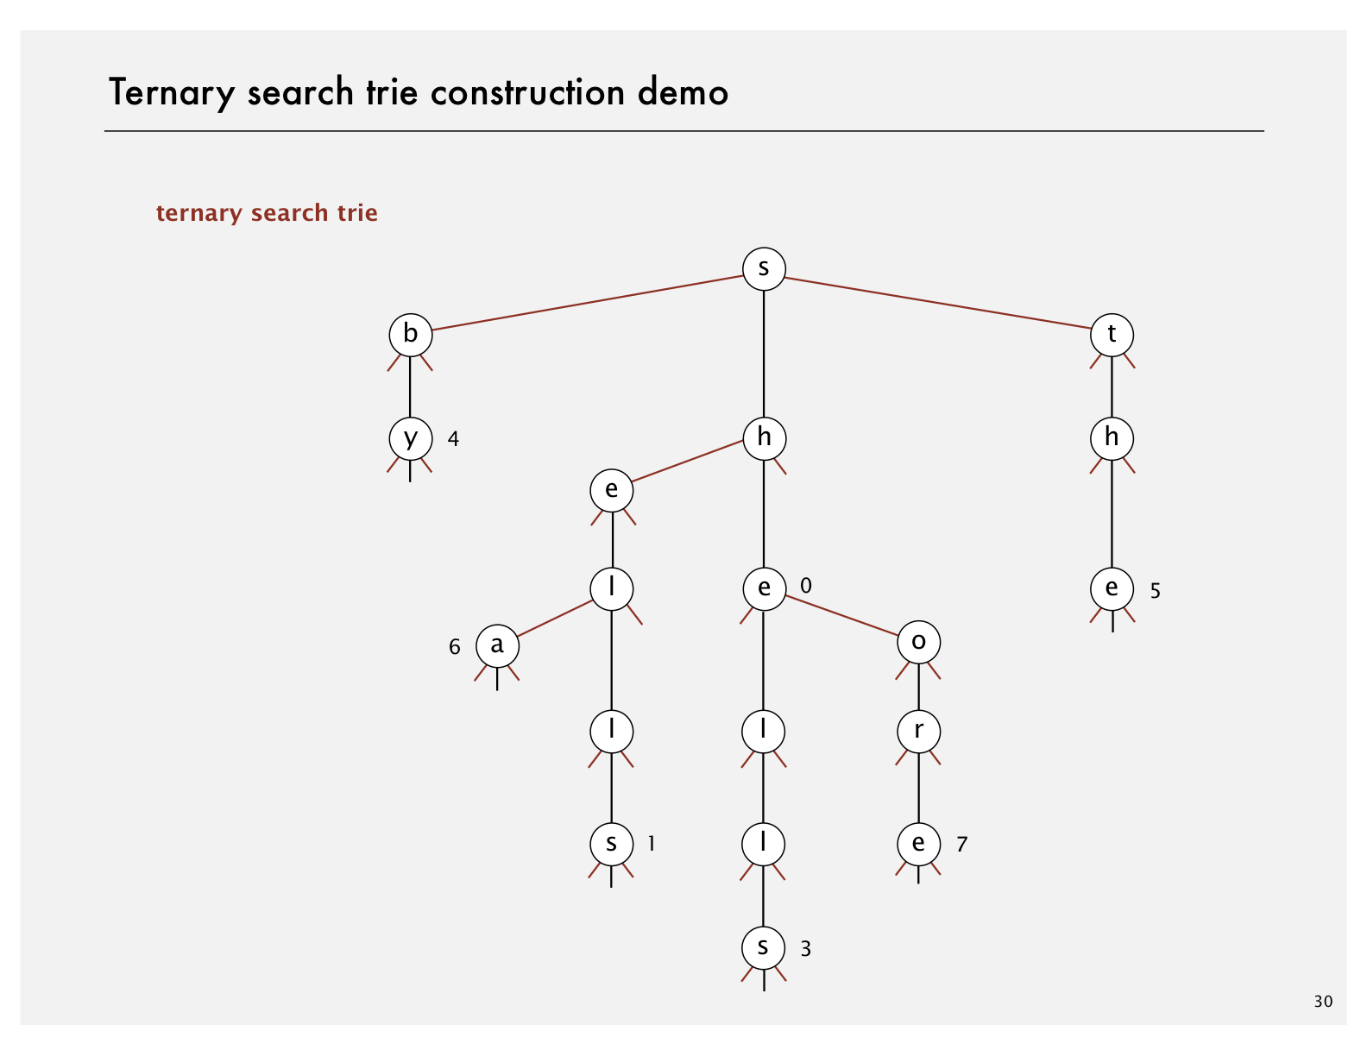 Ternary search trie construction demo
ternary search trie
s
b
t
y 4
h
h
e
l
e 0
e 5
6 a
o
l
l
r
s 1
l
e 7
s 3
30